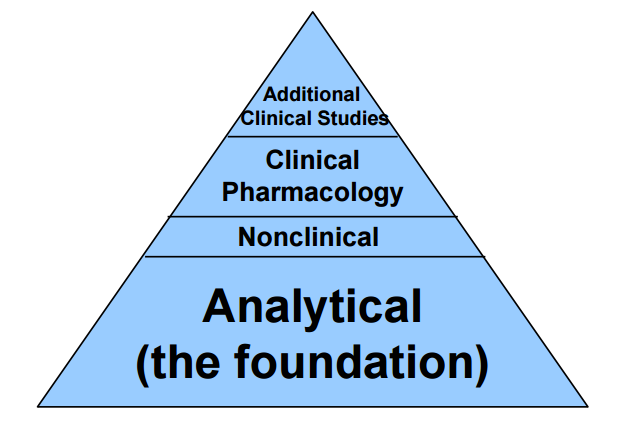 Additional
Clinical Studies
Clinical
Pharmacology
Nonclinical
Analytical
(the foundation)